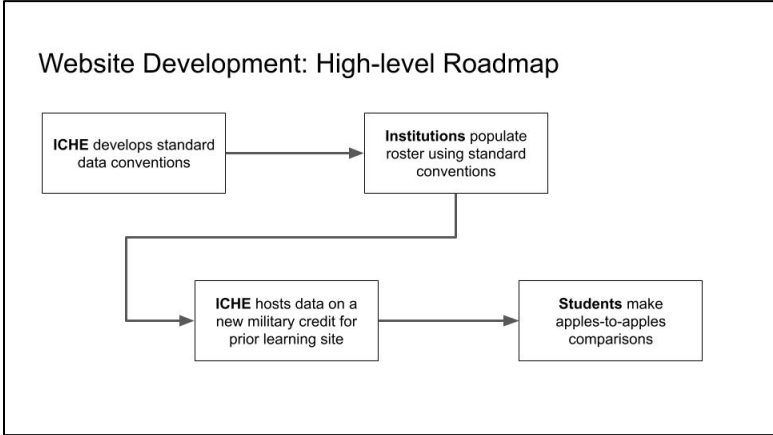 Website Development: High-level Roadmap
ICHE develops standard
data conventions
Institutions populate
roster using standard
conventions
ICHE hosts data on a
new military credit for
prior learning site
Students make
apples-to-apples
comparisons